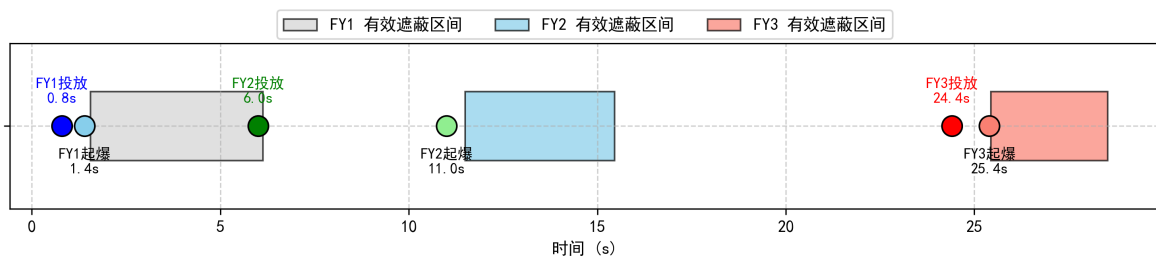 FY1 有效遮蔽区间 FY2 有效遮蔽区间 FY3 有效遮蔽区间
FY1投放
0.8s
FY2投放
6.0s
FY3投放
24.4s
FY1起爆
1.4s
FY2起爆
11.0s
FY3起爆
25.4s
0 5 10 15 20 25
时间 (s)